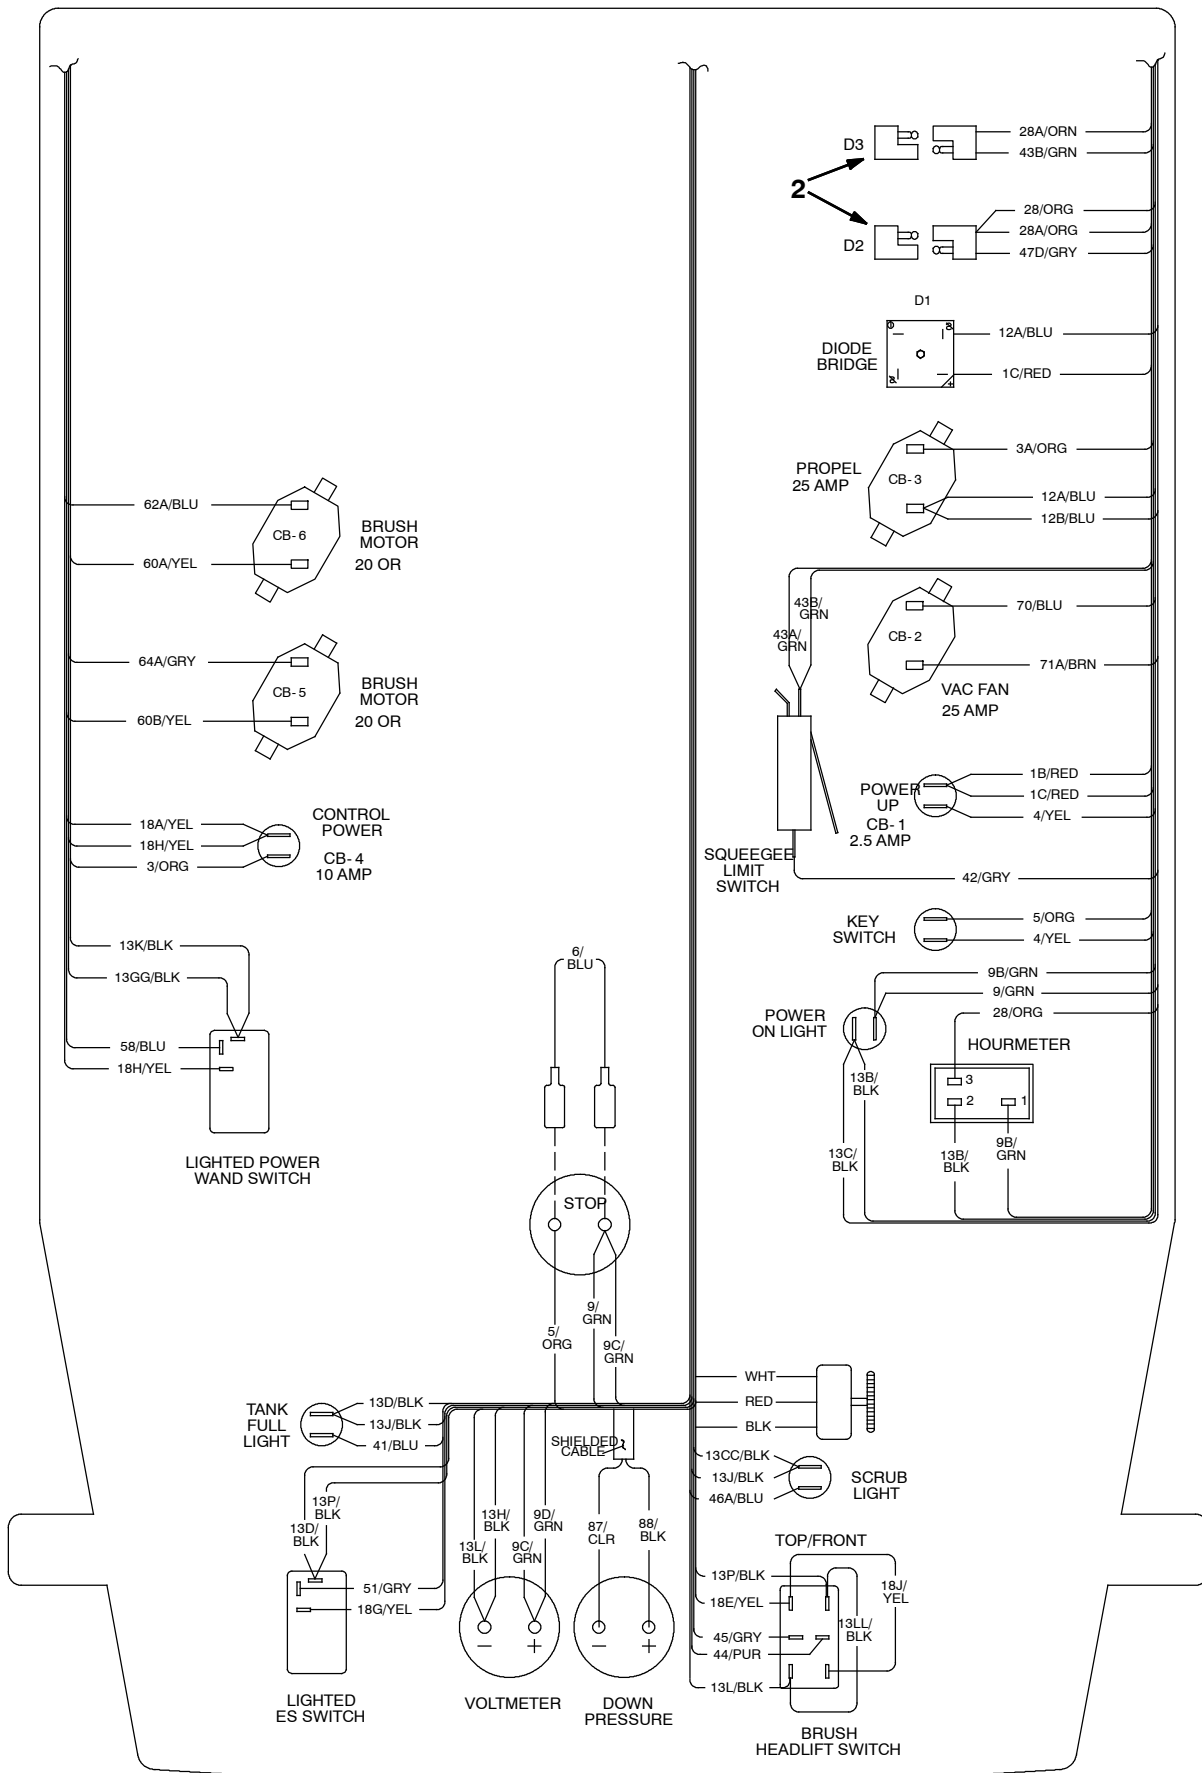 28A/ORN
D3
43B/GRN
2
28/ORG
28A/ORG
D2
47D/GRY
D1
12A/BLU
DIODE
BRIDGE
1C/RED
3A/ORG
PROPEL
25 AMP
CB-3
12A/BLU
12B/BLU
62A/BLU
CB-6
BRUSH
MOTOR
20 OR
60A/YEL
43B/
GRN
43A/
GRN
70/BLU
CB-2
71A/BRN
VAC FAN
25 AMP
64A/GRY
CB-5
BRUSH
MOTOR
20 OR
60B/YEL
1B/RED
1C/RED
4/YEL
POWER
UP
CB-1
2.5 AMP
CONTROL
POWER
CB-4
10 AMP
18A/YEL
18H/YEL
3/ORG
SQUEEGEE
LIMIT
SWITCH
42/GRY
KEY
SWITCH
5/ORG
4/YEL
13K/BLK
13GG/BLK
6/
BLU
9B/GRN
9/GRN
28/ORG
POWER
ON LIGHT
HOURMETER
58/BLU
18H/YEL
13B/
BLK
3
2
1
13C/
BLK
13B/
BLK
9B/
GRN
LIGHTED POWER
WAND SWITCH
STOP
5/
ORG
9/
GRN
9C/
GRN
WHT
RED
BLK
TANK
FULL
LIGHT
13D/BLK
13J/BLK
41/BLU
SHIELDED
CABLE
13CC/BLK
13J/BLK
46A/BLU
SCRUB
LIGHT
13P/
BLK
13D/
BLK
13H/
BLK
13L/
BLK
9D/
GRN
9C/
GRN
87/
CLR
88/
BLK
TOP/FRONT
13P/BLK
18E/YEL
18J/
YEL
13LL/
BLK
45/GRY
44/PUR
13L/BLK
51/GRY
18G/YEL
LIGHTED
ES SWITCH
VOLTMETER
DOWN
PRESSURE
BRUSH
HEADLIFT SWITCH